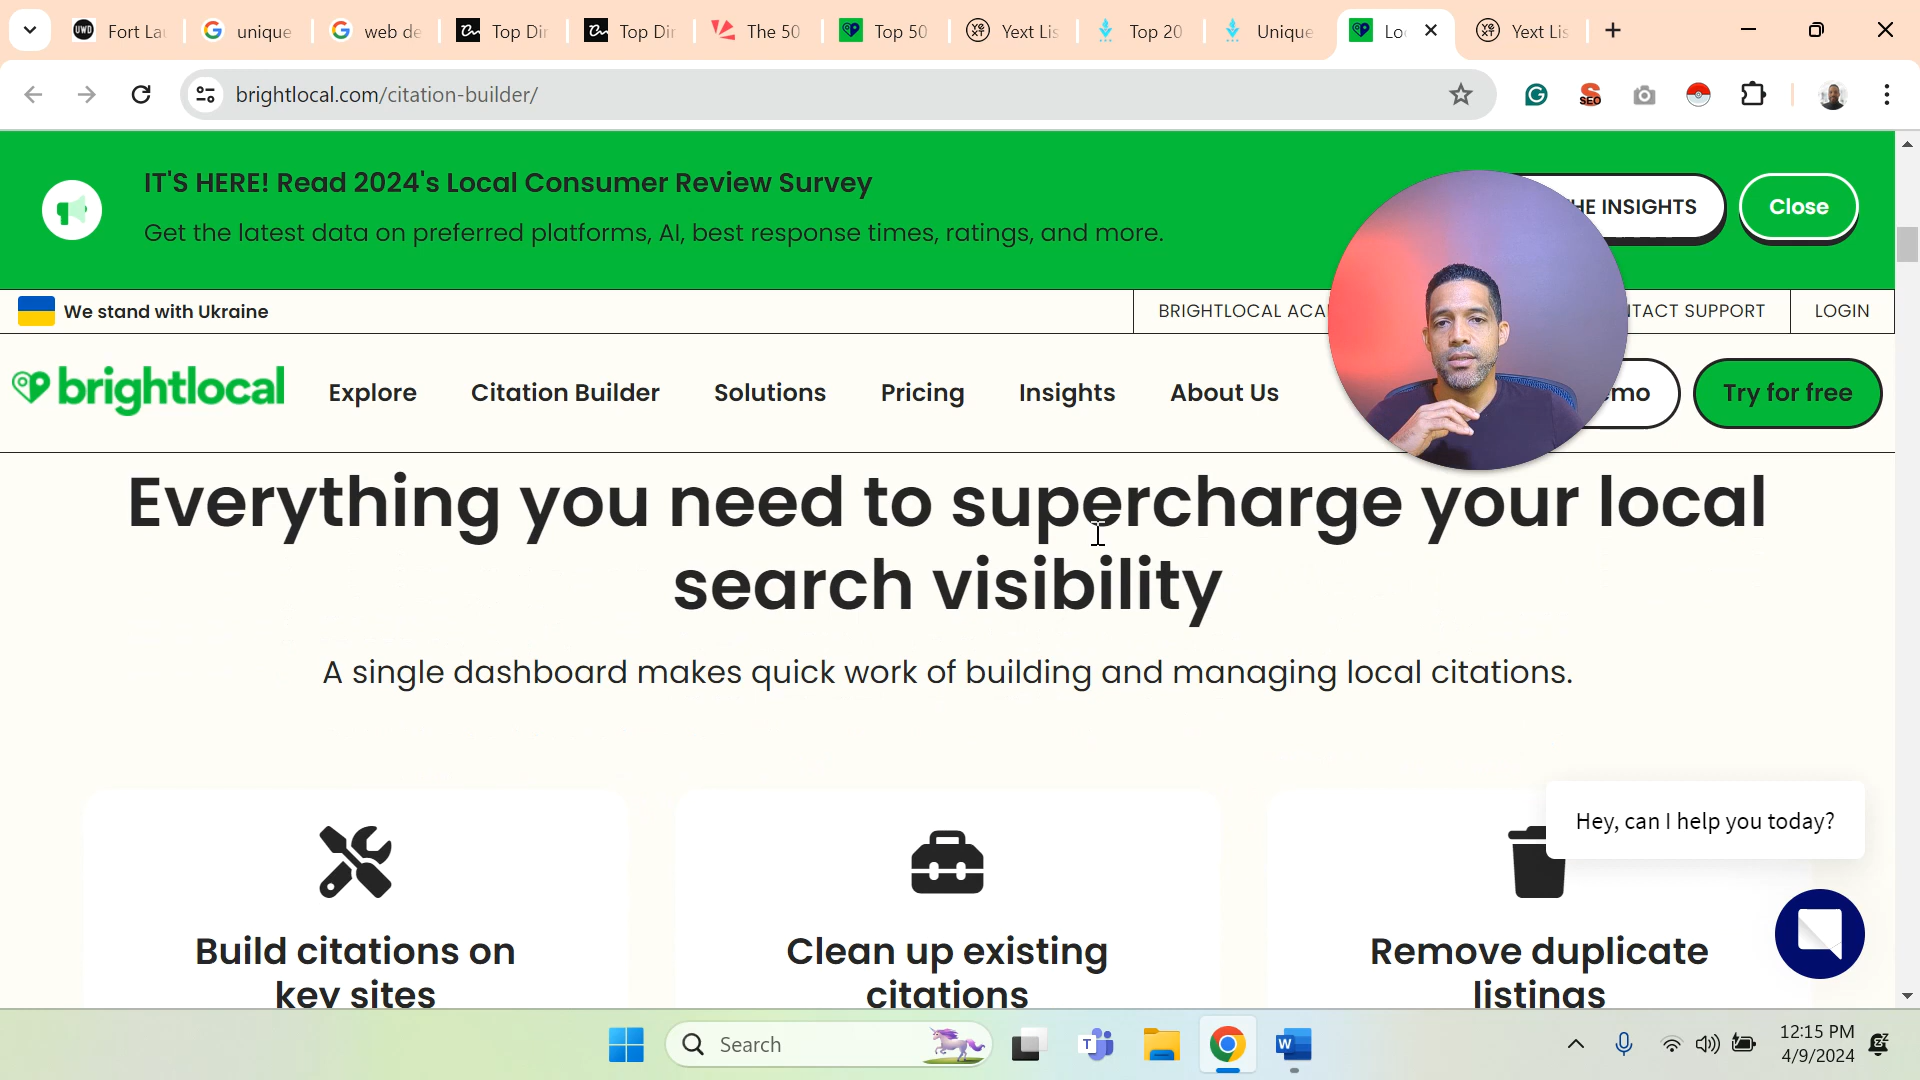 UWD Fort Lau
unique
web de
Top Dir
Top Dir
The 50
Top 50
Yext Lis
Top 20
Unique
Lo
Yext Lis
brightlocal.com/citation-builder/
SEO
IT'S HERE! Read 2024's Local Consumer Review Survey
Get the latest data on preferred platforms, AI, best response times, ratings, and more.
HE INSIGHTS
Close
We stand with Ukraine
BRIGHTLOCAL ACA
TACT SUPPORT
LOGIN
brightlocal
Explore
Citation Builder
Solutions
Pricing
Insights
About Us
mo
Try for free
Everything you need to supercharge your local
search visibility
A single dashboard makes quick work of building and managing local citations.
Hey, can I help you today?
Build citations on
key sites
Clean up existing
citations
Remove duplicate
listings
Search
12:15 PM
4/9/2024